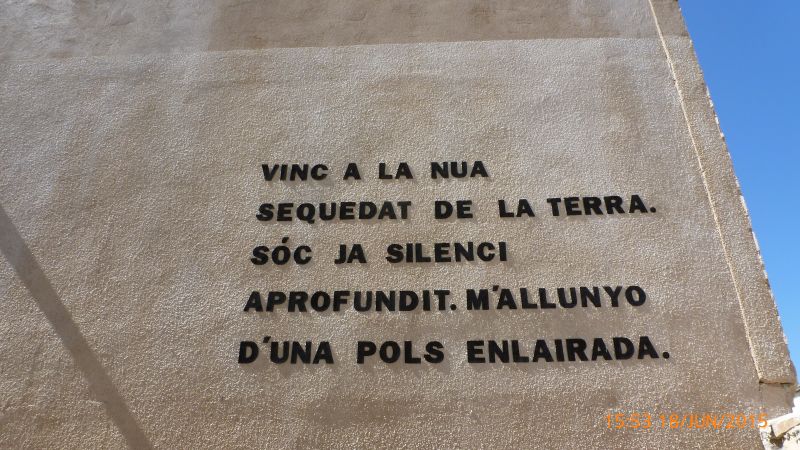 VINC A LA NUA
SEQUEDAT DE LA TERRA.
SÓC JA SILENCI
APROFUNDIT. M'ALLUNYO
D'UNA POLS ENLAIRADA.
15:53 18/JUN/2015